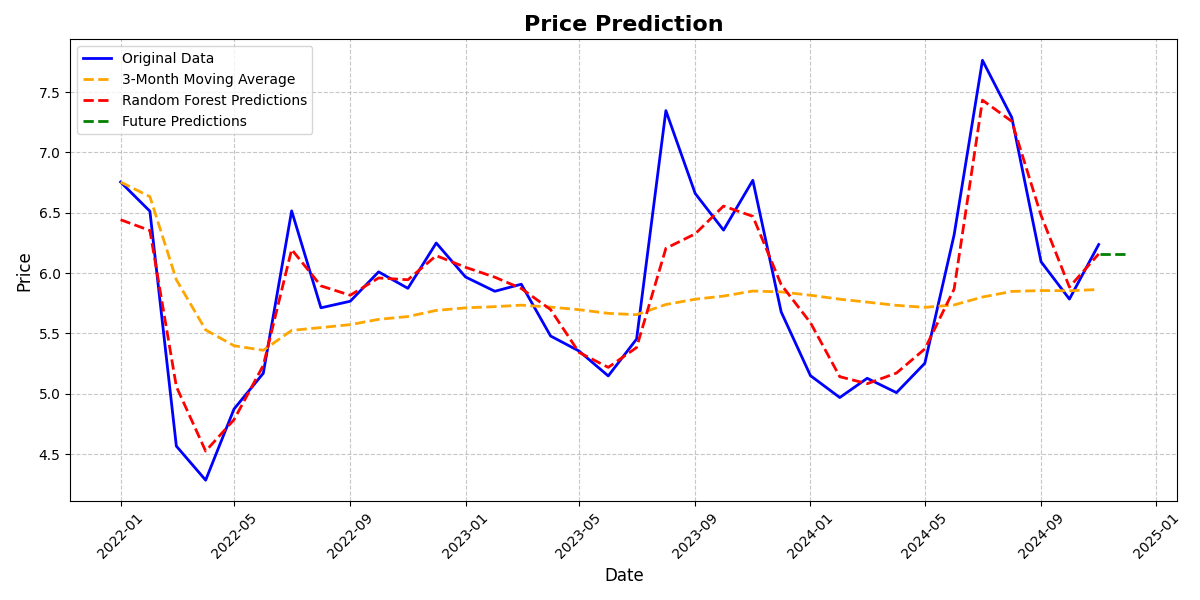 Price Prediction
Original Data
3-Month Moving Average
Random Forest Predictions
Future Predictions
Price
7.5
7.0
6.5
6.0
5.5
5.0
4.5
2022-01
2022-05
2022-09
2023-01
2023-05
2023-09
2024-01
2024-05
2024-09
2025-01
Date